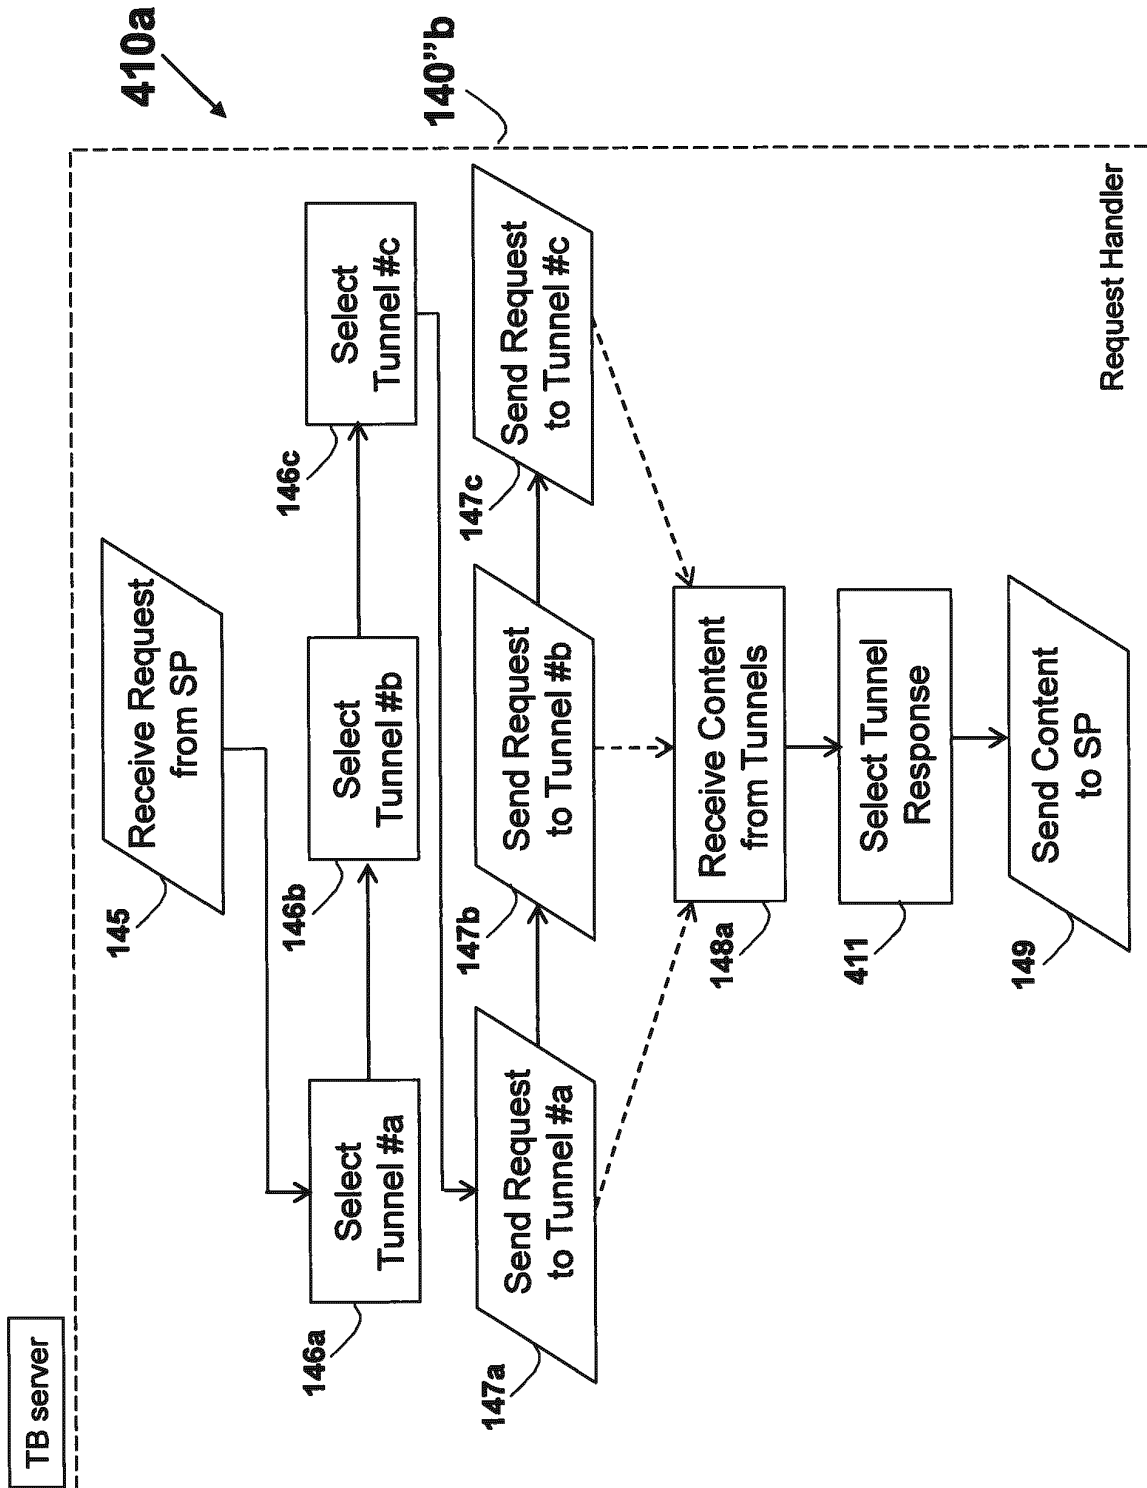 TB server
410a
140”b
145
Receive Request
from SP
146a
Select
Tunnel #a
146b
Select
Tunnel #b
146c
Select
Tunnel #c
147a
Send Request
to Tunnel #a
147b
Send Request
to Tunnel #b
147c
Send Request
to Tunnel #c
148a
Receive Content
from Tunnels
411
Select Tunnel
Response
149
Send Content
to SP
Request Handler